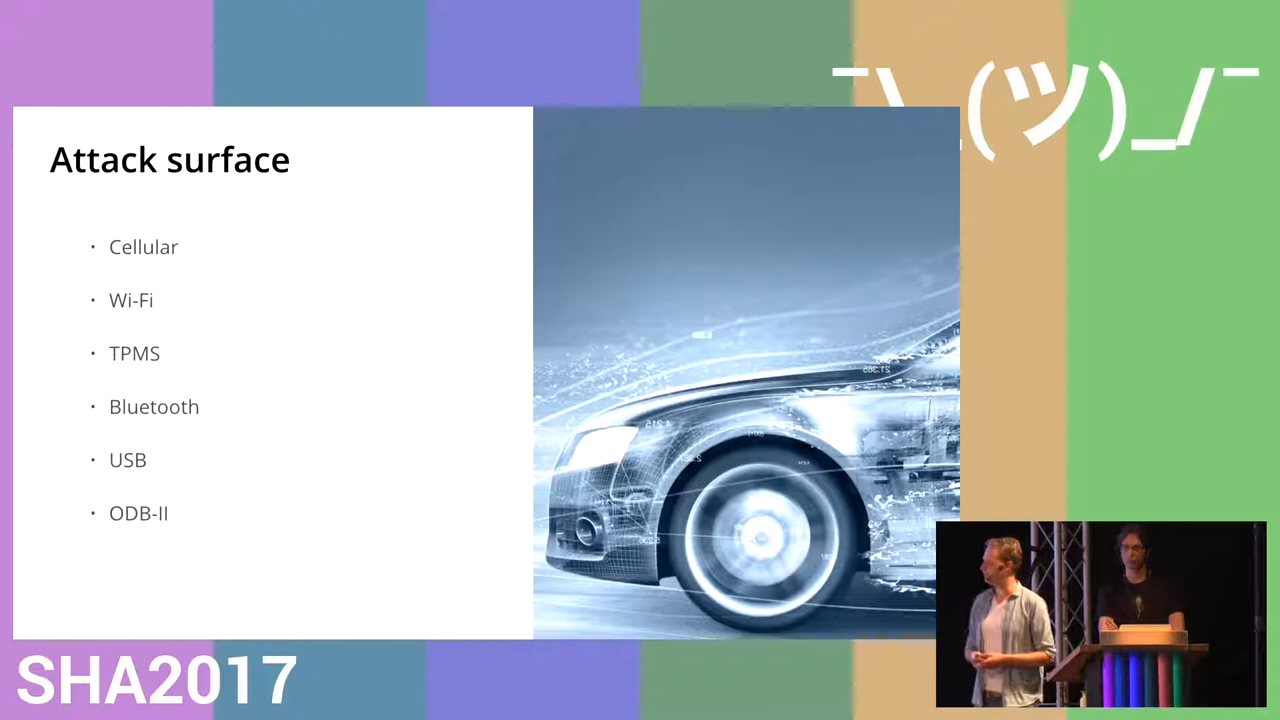 ¯\_(ツ)_/¯
Attack surface
· Cellular
· Wi-Fi
· TPMS
· Bluetooth
· USB
· ODB-II
SHA2017